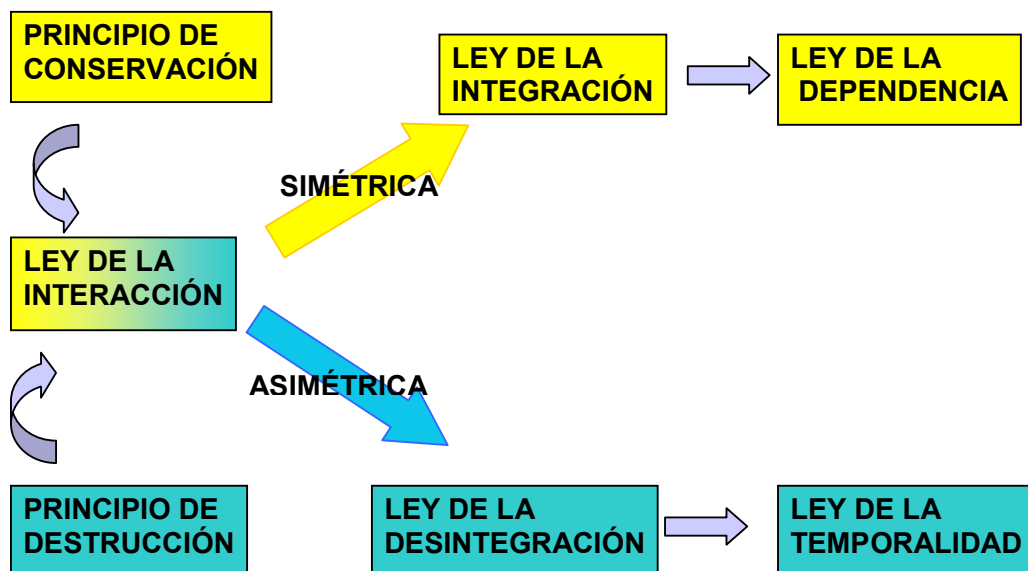 PRINCIPIO DE
CONSERVACIÓN
LEY DE LA
INTEGRACIÓN
LEY DE LA
DEPENDENCIA
SIMÉTRICA
LEY DE LA
INTERACCIÓN
ASIMÉTRICA
PRINCIPIO DE
DESTRUCCIÓN
LEY DE LA
DESINTEGRACIÓN
LEY DE LA
TEMPORALIDAD